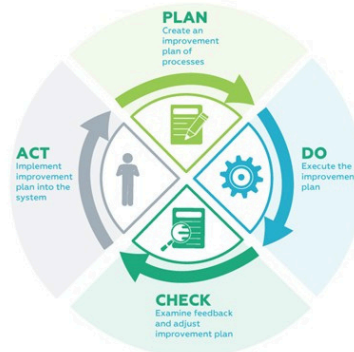 PLAN
Create an
improvement
plan of
processes
DO
Execute the
improvement
plan
CHECK
Examine feedback
and adjust
improvement plan
ACT
Implement
improvement
plan into the
system